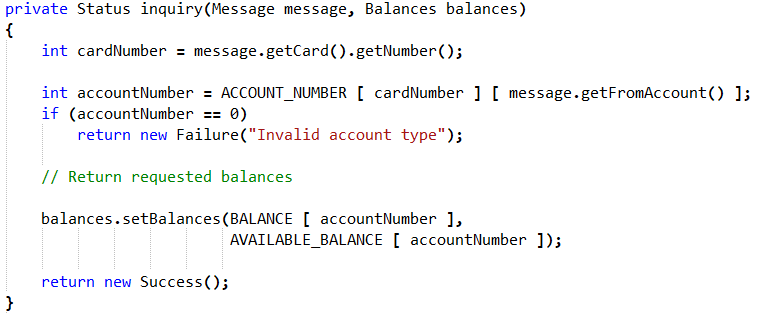 private Status inquiry(Message message, Balances balances)
{
    int cardNumber = message.getCard().getNumber();

    int accountNumber = ACCOUNT_NUMBER [ cardNumber ] [ message.getFromAccount() ];
    if (accountNumber == 0)
        return new Failure("Invalid account type");

    // Return requested balances

    balances.setBalances(BALANCE [ accountNumber ],
                         AVAILABLE_BALANCE [ accountNumber ]);

    return new Success();
}